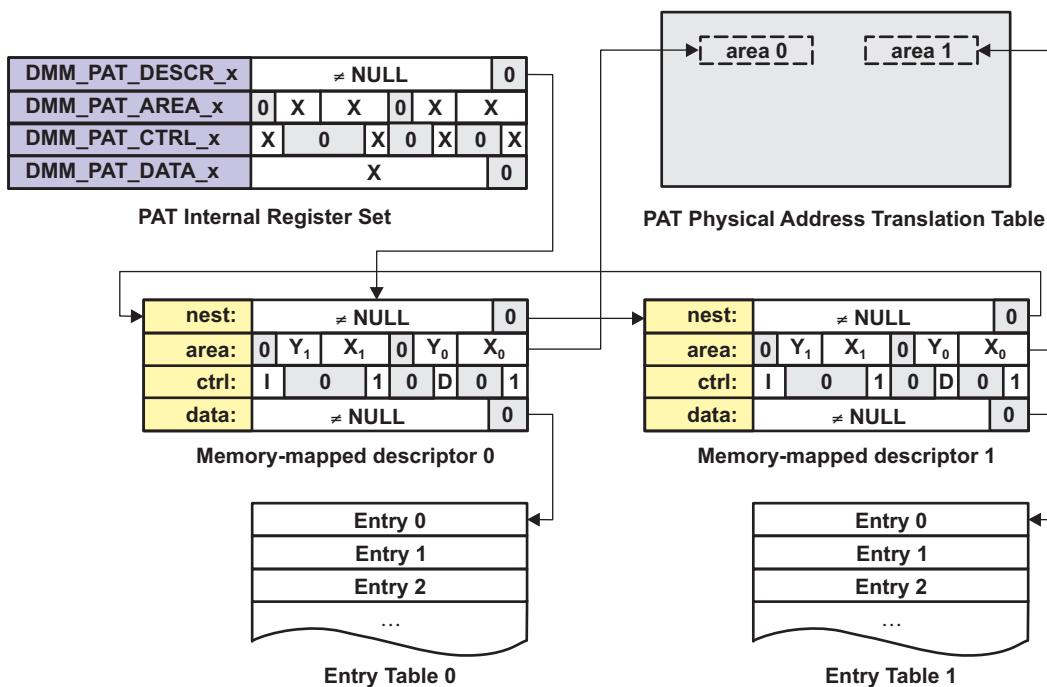 area 0 area 1
DMM_PAT_DESCR_x ≠ NULL 0
DMM_PAT_AREA_x 0 X X 0 X X
DMM_PAT_CTRL_x X 0 X 0 X 0 X
DMM_PAT_DATA_x X 0
PAT Internal Register Set
PAT Physical Address Translation Table
nest: ≠ NULL 0
area: 0 Y₁ X₁ 0 Y₀ X₀
ctrl: I 0 1 0 D 0 1
data: ≠ NULL 0
Memory-mapped descriptor 0
nest: ≠ NULL 0
area: 0 Y₁ X₁ 0 Y₀ X₀
ctrl: I 0 1 0 D 0 1
data: ≠ NULL 0
Memory-mapped descriptor 1
Entry 0
Entry 1
Entry 2
…
Entry Table 0
Entry 0
Entry 1
Entry 2
…
Entry Table 1